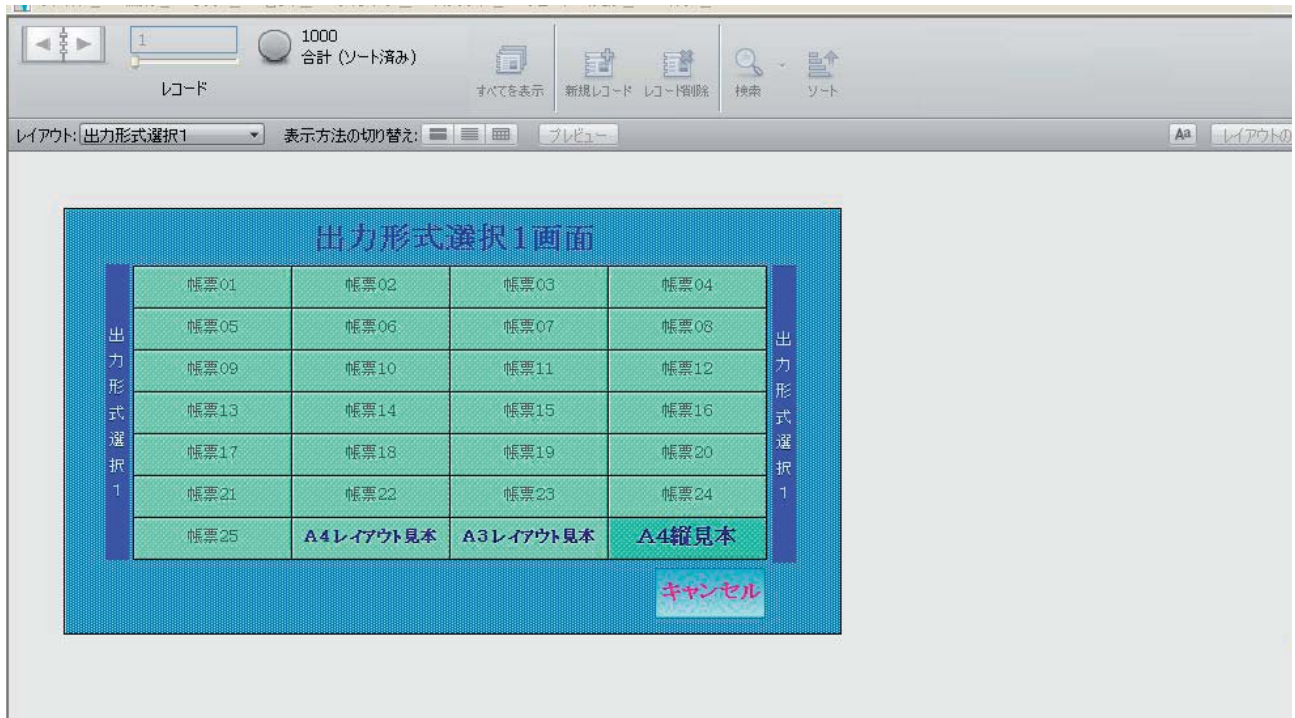 1
1000
合計 (ソート済み)
レコード
すべてを表示
新規レコード
レコード削除
検索
ソート
レイアウト: 出力形式選択1
表示方法の切り替え:
プレビュー
Aa
レイアウトの
出力形式選択1画面
出力形式選択1
帳票01 帳票02 帳票03 帳票04
帳票05 帳票06 帳票07 帳票08
帳票09 帳票10 帳票11 帳票12
帳票13 帳票14 帳票15 帳票16
帳票17 帳票18 帳票19 帳票20
帳票21 帳票22 帳票23 帳票24
帳票25 A4レイアウト見本 A3レイアウト見本 A4縦見本
出力形式選択1
キャンセル